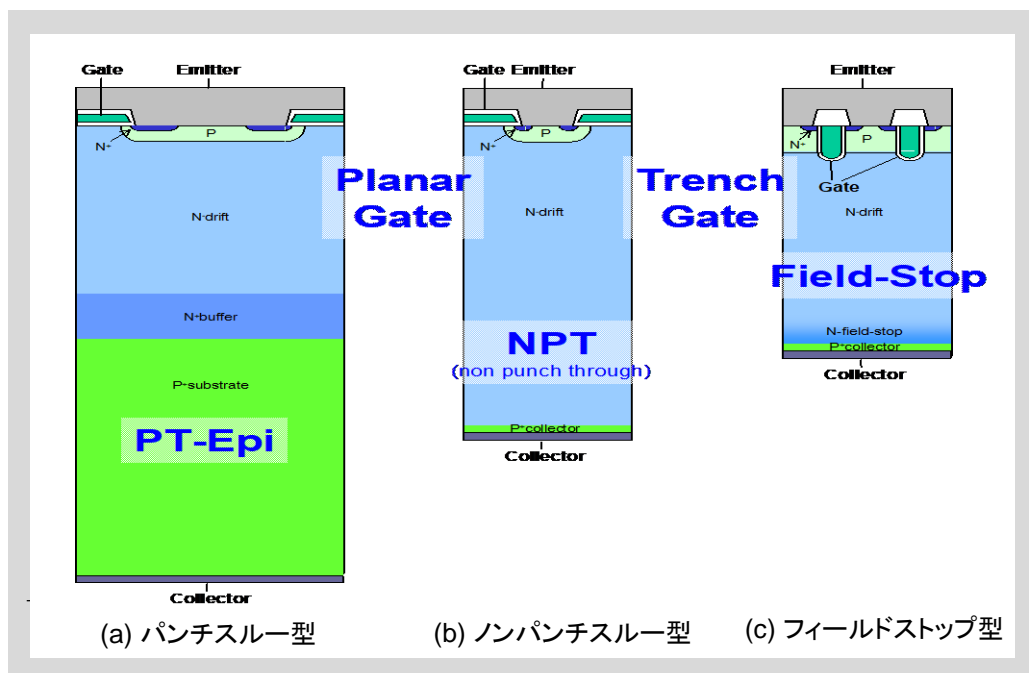 Gate Emitter
P
N+
N-drift
N+buffer
P+substrate
PT-Epi
Collector
(a) パンチスルー型
Planar
Gate
Gate Emitter
P
N+
N-drift
NPT
(non punch through)
P+collector
Collector
(b) ノンパンチスルー型
Trench
Gate
Emitter
N+
P
Gate
N-drift
Field-Stop
N-field-stop
P+collector
Collector
(c) フィールドストップ型